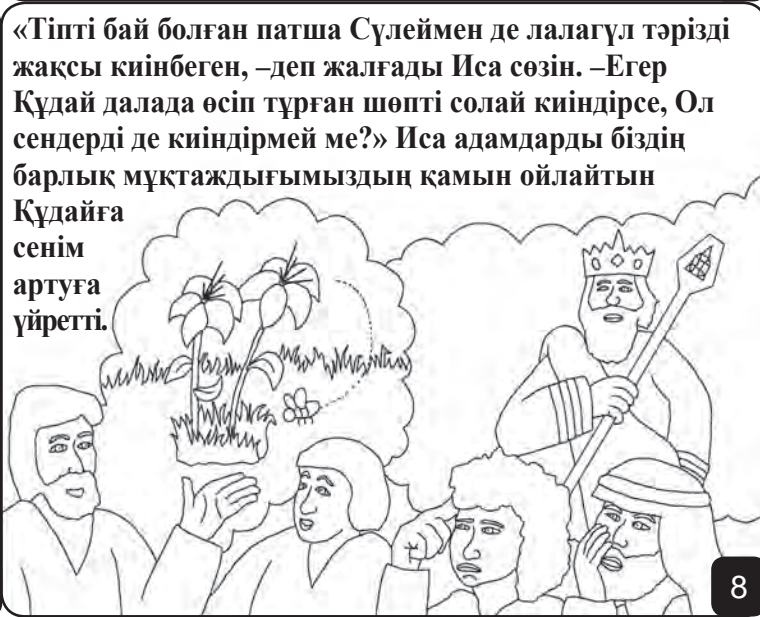 «Тіпті бай болған патша Сүлеймен де лалагүл тәрізді
жақсы киінбеген, –деп жалғады Иса сөзін. –Егер
Құдай далада өсіп тұрған шөпті солай киіндірсе, Ол
сендерді де киіндірмей ме?» Иса адамдарды біздің
барлық мұқтаждығымыздың қамын ойлайтын
Құдайға
сенім
артуға
үйретті.
8